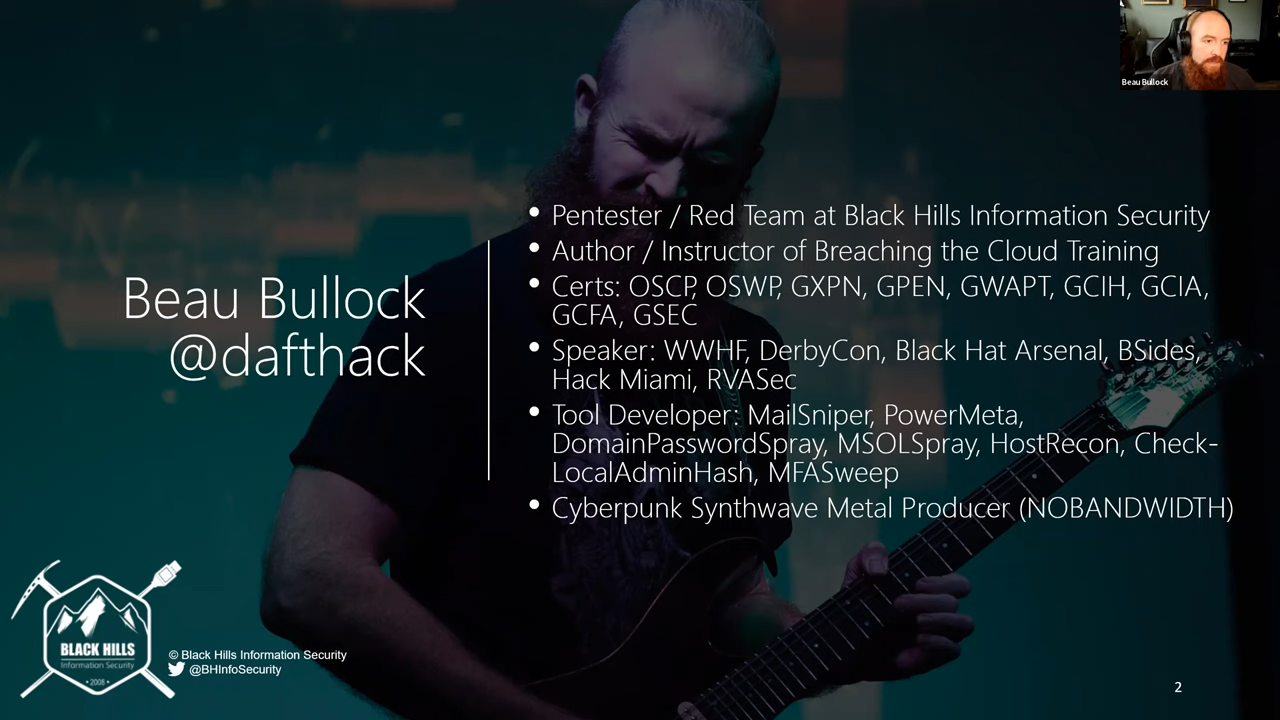 Beau Bullock
Beau Bullock
@dafthack
• Pentester / Red Team at Black Hills Information Security
• Author / Instructor of Breaching the Cloud Training
• Certs: OSCP, OSWP, GXPN, GPEN, GWAPT, GCIH, GCIA,
GCFA, GSEC
• Speaker: WWHF, DerbyCon, Black Hat Arsenal, BSides,
Hack Miami, RVASec
• Tool Developer: MailSniper, PowerMeta,
DomainPasswordSpray, MSOLSpray, HostRecon, Check-
LocalAdminHash, MFASweep
• Cyberpunk Synthwave Metal Producer (NOBANDWIDTH)
BLACK HILLS
Information Security
• 2008 •
© Black Hills Information Security
@BHInfoSecurity
2